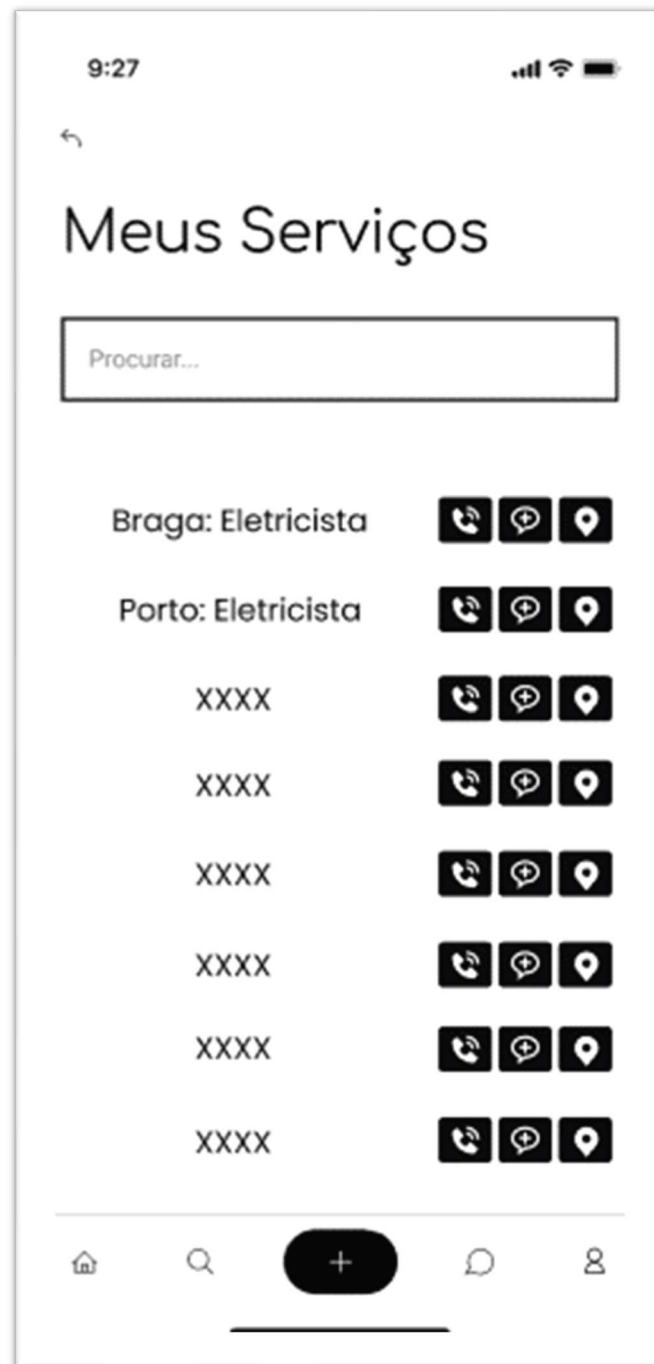 9:27
Meus Serviços
Procurar...
Braga: Eletricista
Porto: Eletricista
XXXX
XXXX
XXXX
XXXX
XXXX
XXXX